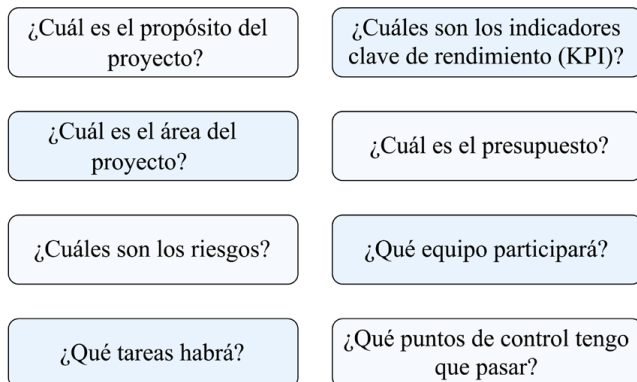 ¿Cuál es el propósito del
proyecto?
¿Cuáles son los indicadores
clave de rendimiento (KPI)?
¿Cuál es el área del
proyecto?
¿Cuál es el presupuesto?
¿Cuáles son los riesgos?
¿Qué equipo participará?
¿Qué tareas habrá?
¿Qué puntos de control tengo
que pasar?